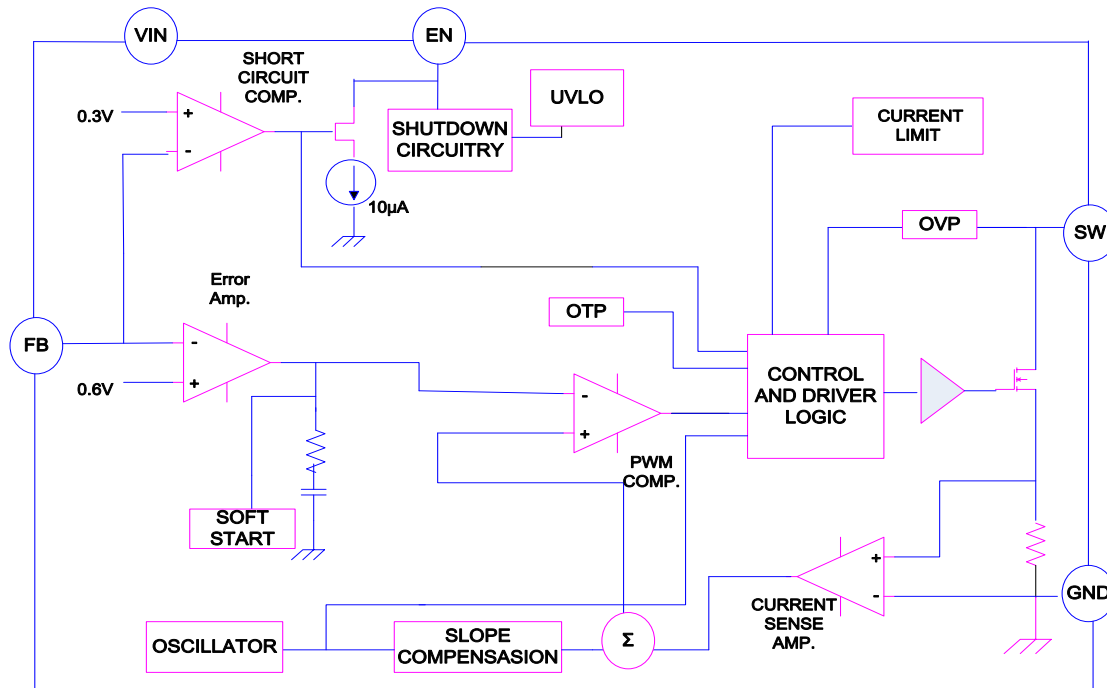 VIN
EN
SHORT
CIRCUIT
COMP.
0.3V
+
-
UVLO
SHUTDOWN
CIRCUITRY
CURRENT
LIMIT
10µA
OVP
SW
Error
Amp.
OTP
FB
-
+
0.6V
CONTROL
AND DRIVER
LOGIC
-
+
PWM
COMP.
SOFT
START
+
-
CURRENT
SENSE
AMP.
GND
OSCILLATOR
SLOPE
COMPENSASION
Σ